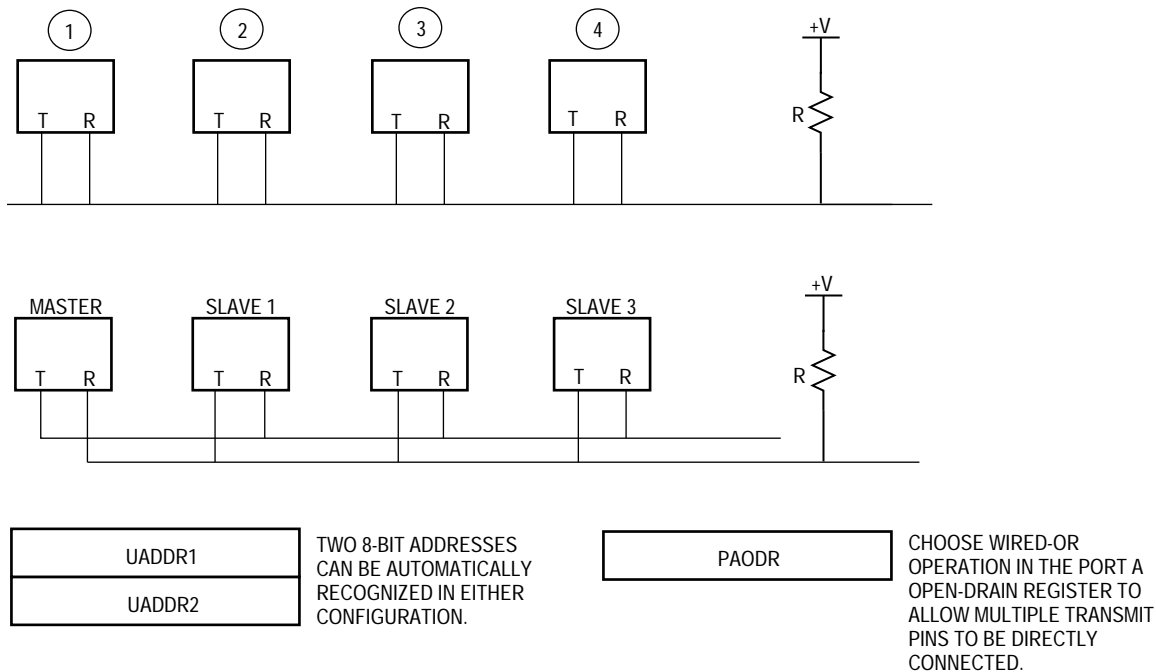 1 2 3 4
+V
T R T R T R T R
R
MASTER SLAVE 1 SLAVE 2 SLAVE 3
+V
T R T R T R T R
R
UADDR1
UADDR2
TWO 8-BIT ADDRESSES
CAN BE AUTOMATICALLY
RECOGNIZED IN EITHER
CONFIGURATION.
PAODR
CHOOSE WIRED-OR
OPERATION IN THE PORT A
OPEN-DRAIN REGISTER TO
ALLOW MULTIPLE TRANSMIT
PINS TO BE DIRECTLY
CONNECTED.